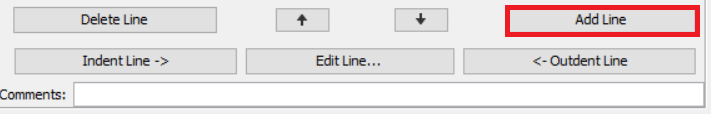 Delete Line Add Line
Indent Line -> Edit Line... <- Outdent Line
Comments: